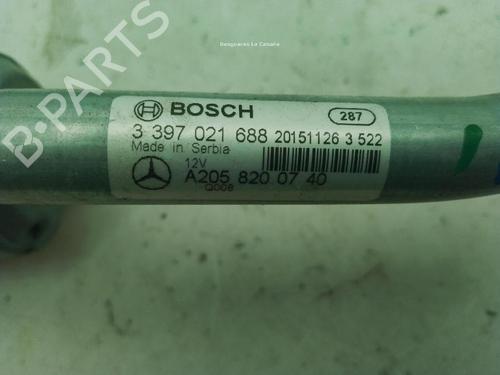 Desguaces La Cabaña
B-PARTS
BOSCH
287
3 397 021 688 20151126 3 522
Made in Serbia
12V
A205 820 07 40
Q008